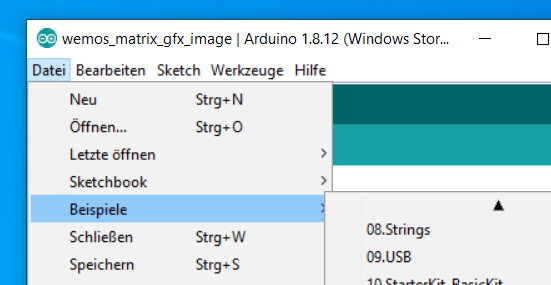 wemos_matrix_gfx_image | Arduino 1.8.12 (Windows Stor...
Datei Bearbeiten Sketch Werkzeuge Hilfe
Neu Strg+N
Öffnen... Strg+O
Letzte öffnen
Sketchbook
Beispiele
08.Strings
Schließen Strg+W
09.USB
Speichern Strg+S
10.StarterKit_BasicKit